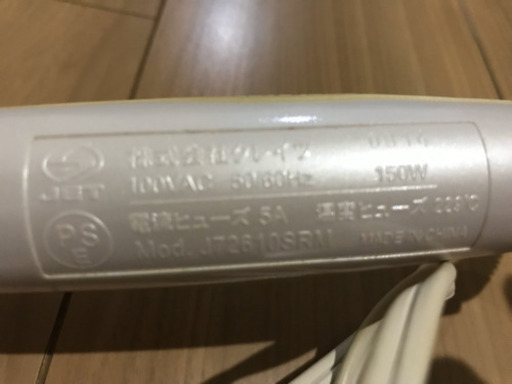 株式会社クレイツ 0814
JET 100V AC 50/60Hz 150W
電流ヒューズ 5A 温度ヒューズ
PS E Mod. J72610SRM MADE IN CHINA